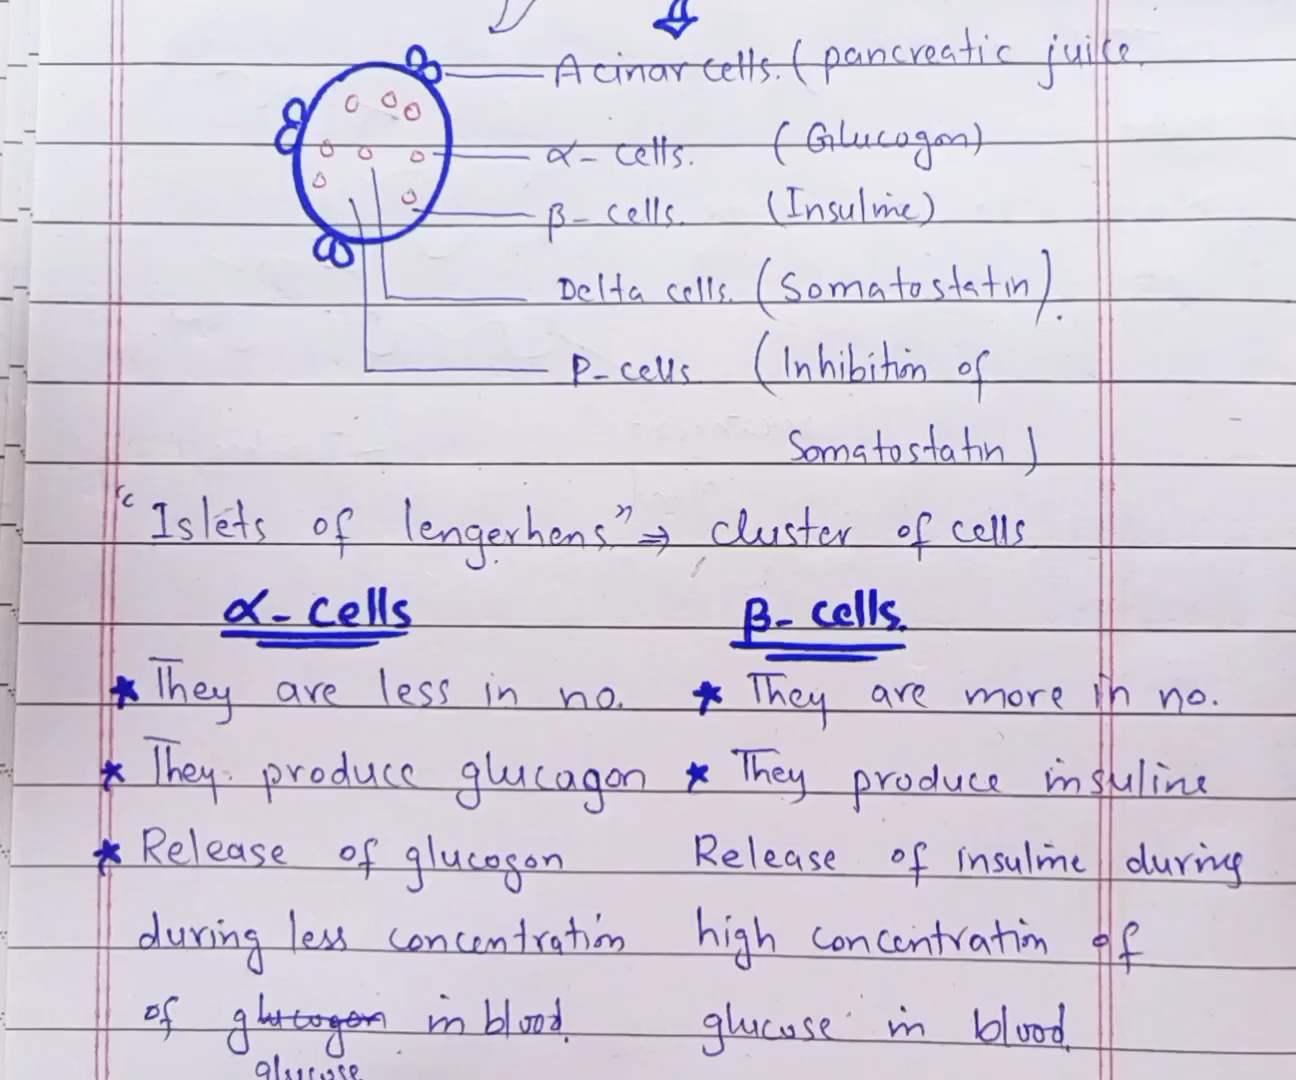 Acinar cells. (pancreatic juice.
α- cells. (Glucogon)
β- cells. (Insuline)
Delta cells. (Somatostatin).
P-cells (Inhibition of
Somatostatin)
"Islets of lengerhens" ⇒ cluster of cells
α- cells β- cells.
★ They are less in no. ★ They are more in no.
★ They produce glucagon ★ They produce insuline
★ Release of glucogon Release of insuline during
during less concentration high concentration of
of glucogon in blood. glucose in blood.
glucose